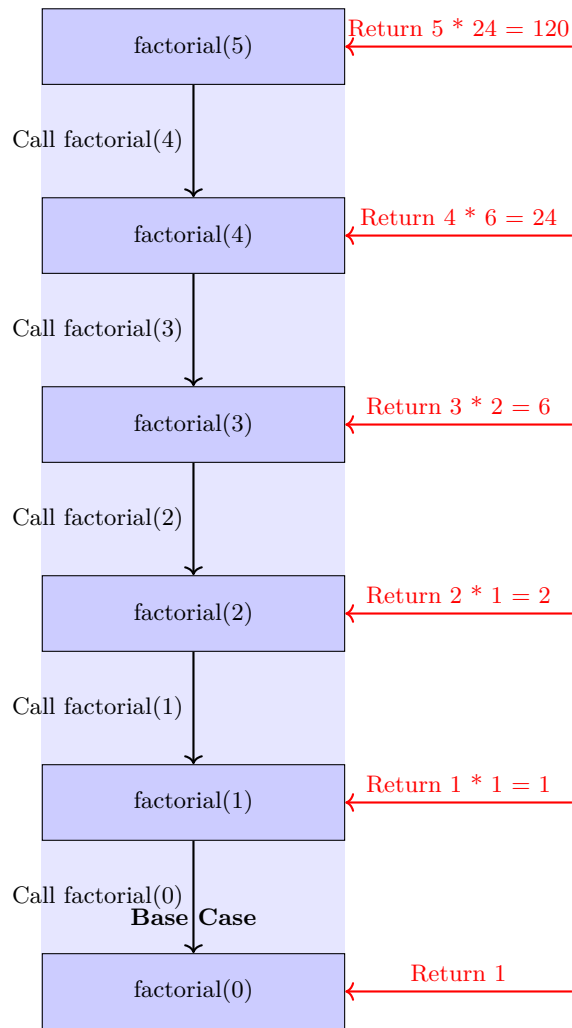 factorial(5)
Return 5 * 24 = 120
Call factorial(4)
factorial(4)
Return 4 * 6 = 24
Call factorial(3)
factorial(3)
Return 3 * 2 = 6
Call factorial(2)
factorial(2)
Return 2 * 1 = 2
Call factorial(1)
factorial(1)
Return 1 * 1 = 1
Call factorial(0)
Base Case
factorial(0)
Return 1